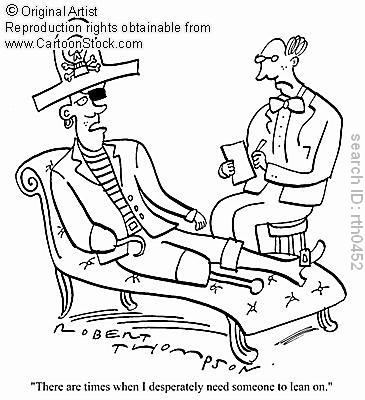 © Original Artist
Reproduction rights obtainable from
www.CartoonStock.com
search ID: rth0452
ROBERT
THOMPSON.
"There are times when I desperately need someone to lean on."